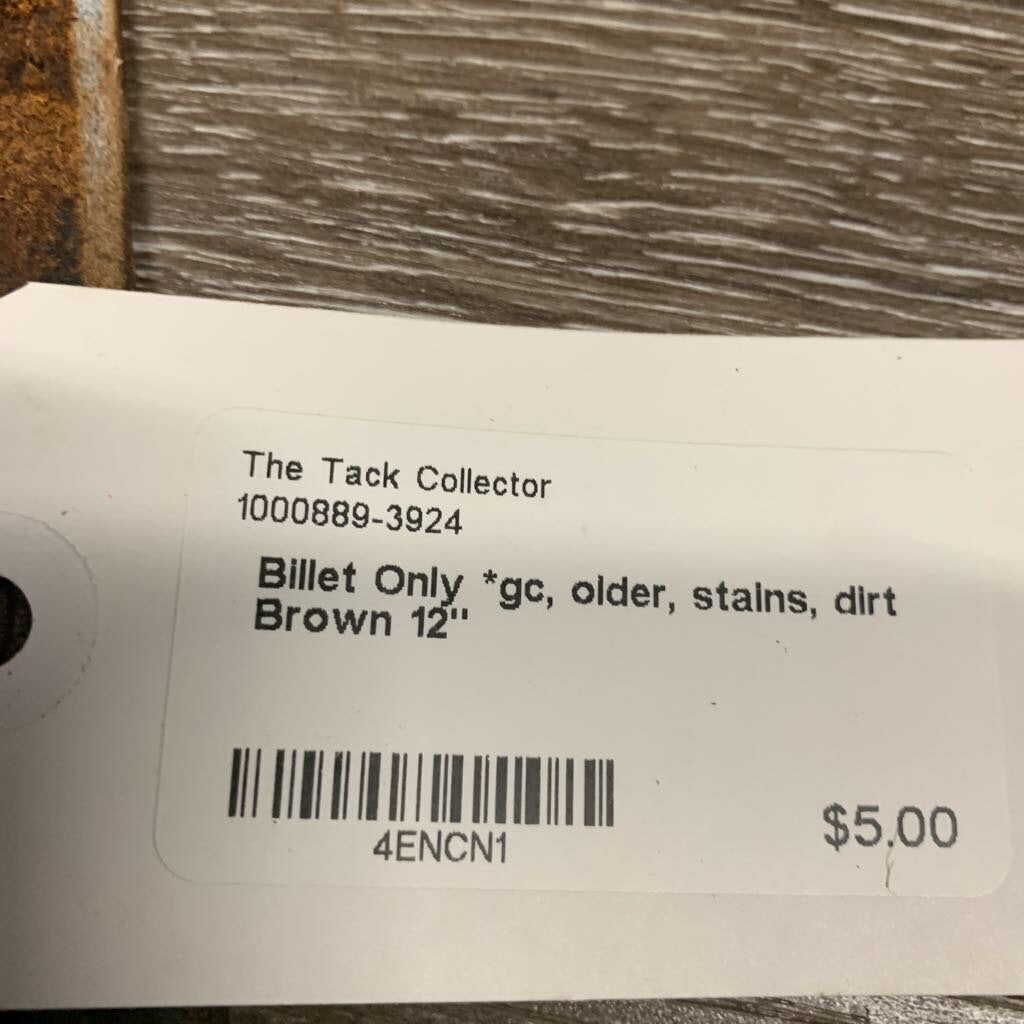 The Tack Collector
1000889-3924
Billet Only *gc, older, stains, dirt
Brown 12"
4ENCN1
$5.00